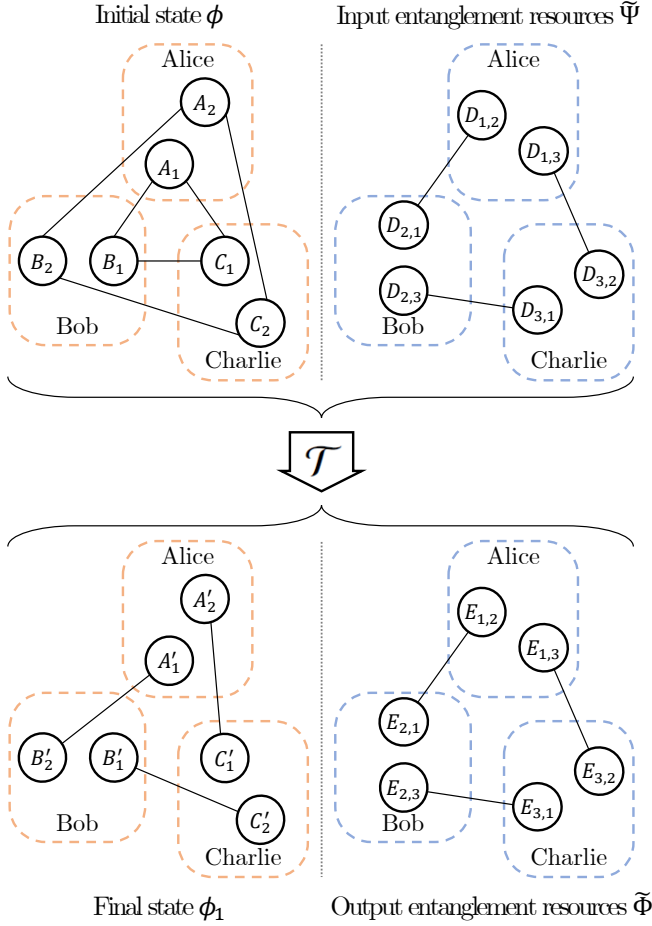 Initial state ϕ
Input entanglement resources Ψ̃
Alice
A₂
A₁
B₂
B₁
C₁
C₂
Bob
Charlie
Alice
D₁,₂
D₁,₃
D₂,₁
D₂,₃
D₃,₂
D₃,₁
Bob
Charlie
𝒯
Alice
A′₂
A′₁
B′₂
B′₁
C′₁
C′₂
Bob
Charlie
Alice
E₁,₂
E₁,₃
E₂,₁
E₂,₃
E₃,₂
E₃,₁
Bob
Charlie
Final state ϕ₁
Output entanglement resources Φ̃